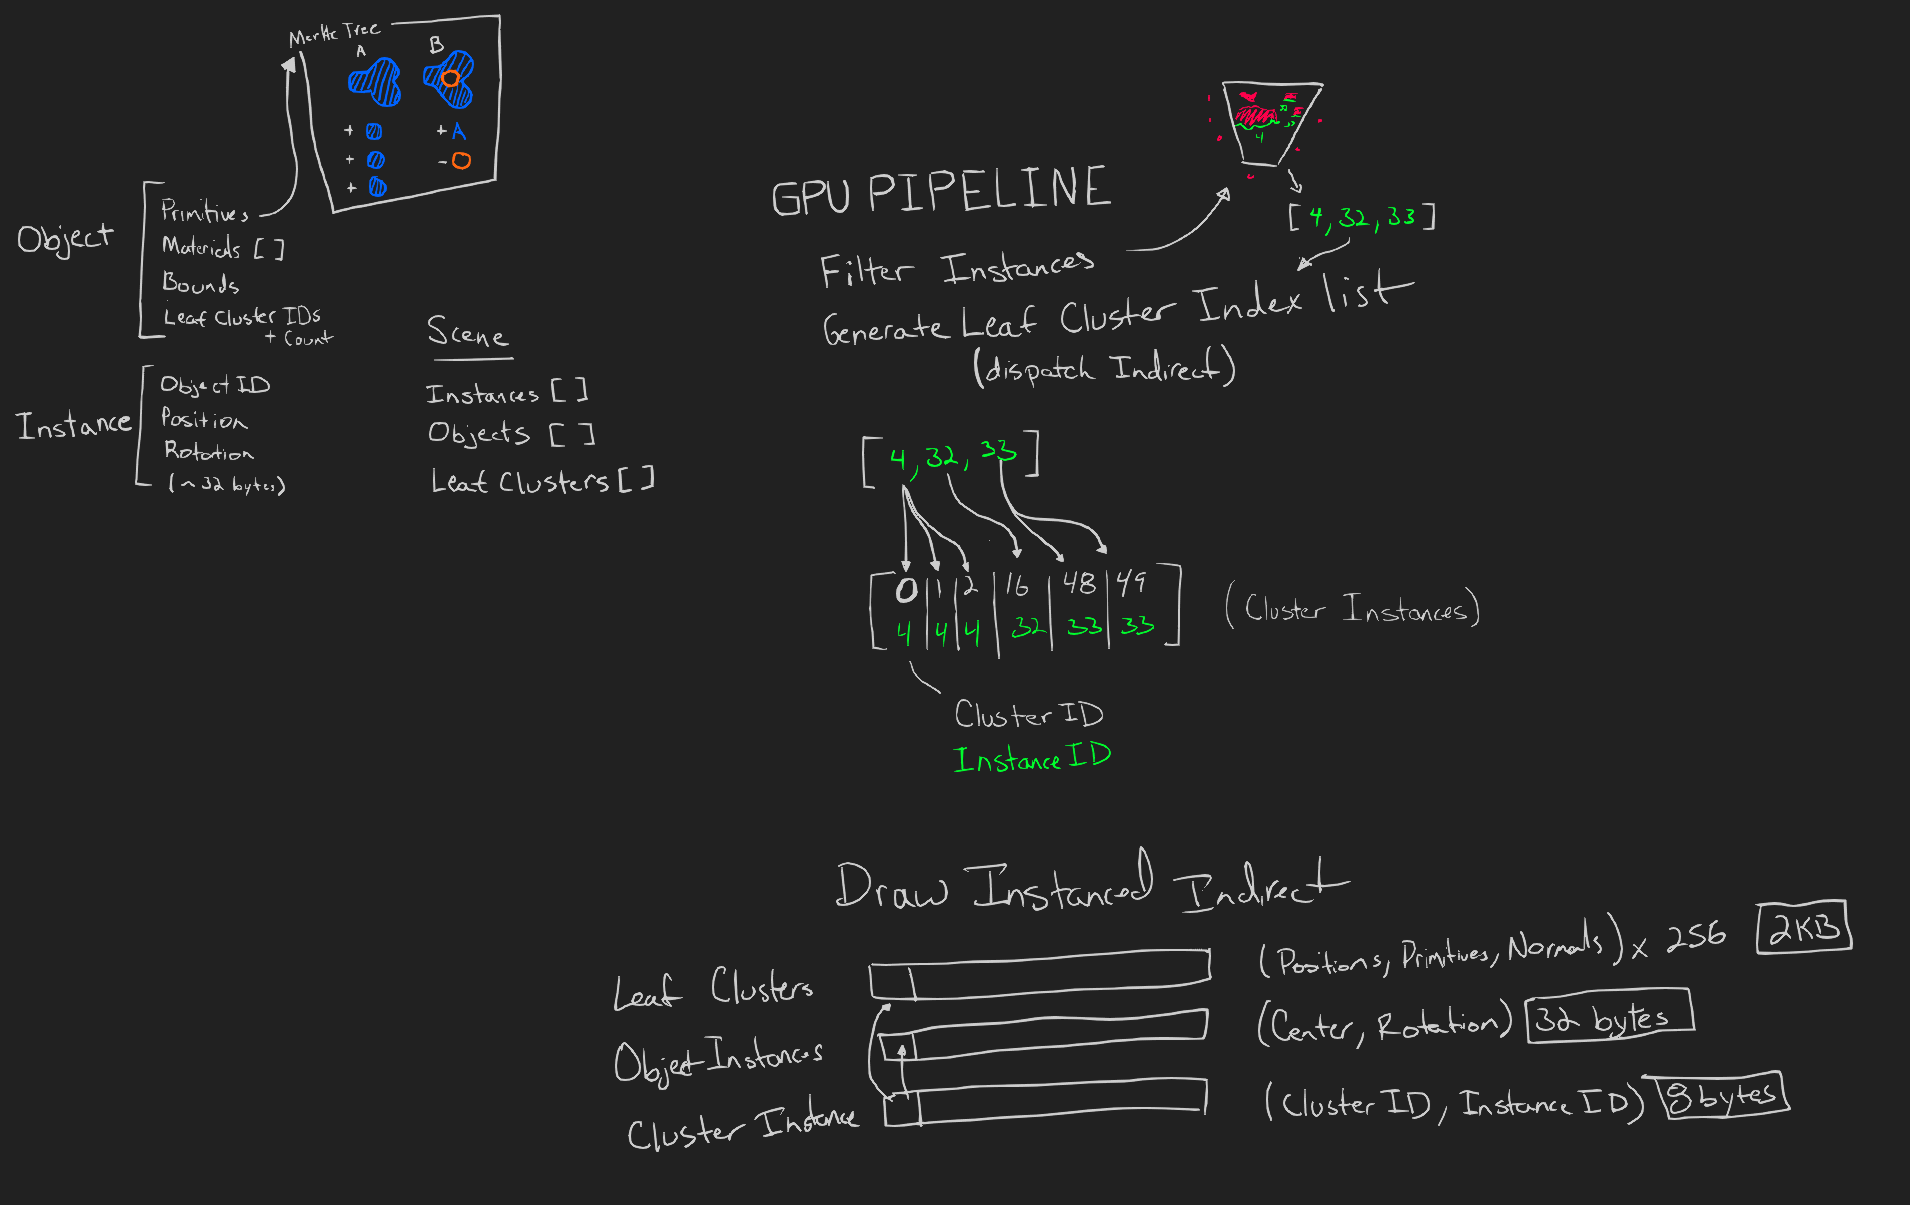 Merkle Tree
A B
+ + A
+ -
+
Object
Primitives
Materials [ ]
Bounds
Leaf Cluster IDs
+ Count
Instance
Object ID
Position
Rotation
(~32 bytes)
Scene
Instances [ ]
Objects [ ]
Leaf Clusters [ ]
GPU PIPELINE
4
[4, 32, 33]
Filter Instances
Generate Leaf Cluster Index list
(dispatch Indirect)
[4, 32, 33]
[0 | 1 | 2 | 16 | 48 | 49
4 | 4 | 4 | 32 | 33 | 33]
(Cluster Instances)
Cluster ID
Instance ID
Draw Instanced Indirect
Leaf Clusters (Positions, Primitives, Normals) x 256 2KB
Object Instances (Center, Rotation) 32 bytes
Cluster Instance (Cluster ID, Instance ID) 8 bytes